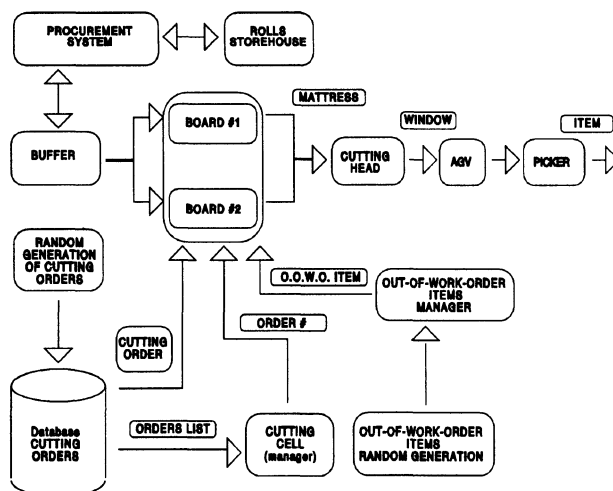 PROCUREMENT
SYSTEM
ROLLS
STOREHOUSE
MATTRESS
BOARD #1
WINDOW
ITEM
BUFFER
CUTTING
HEAD
AGV
PICKER
BOARD #2
RANDOM
GENERATION
OF CUTTING
ORDERS
O.O.W.O. ITEM
OUT-OF-WORK-ORDER
ITEMS
MANAGER
ORDER #
CUTTING
ORDER
Database
CUTTING
ORDERS
ORDERS LIST
CUTTING
CELL
(manager)
OUT-OF-WORK-ORDER
ITEMS
RANDOM GENERATION